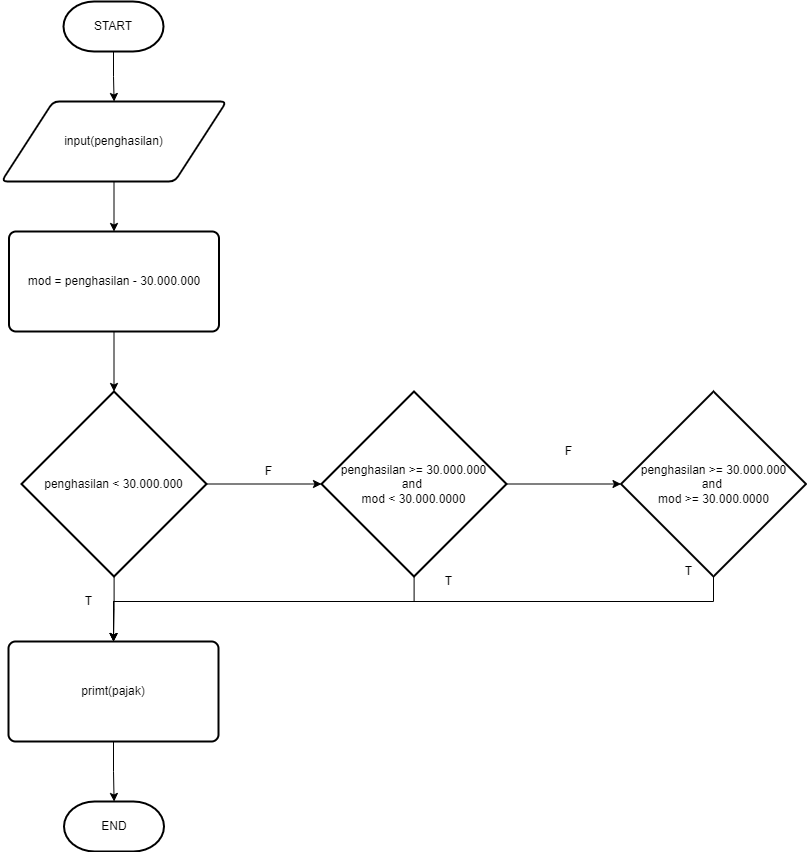 START
input(penghasilan)
mod = penghasilan - 30.000.000
penghasilan < 30.000.000
F
penghasilan >= 30.000.000
and
mod < 30.000.0000
F
penghasilan >= 30.000.000
and
mod >= 30.000.0000
T
T
T
primt(pajak)
END